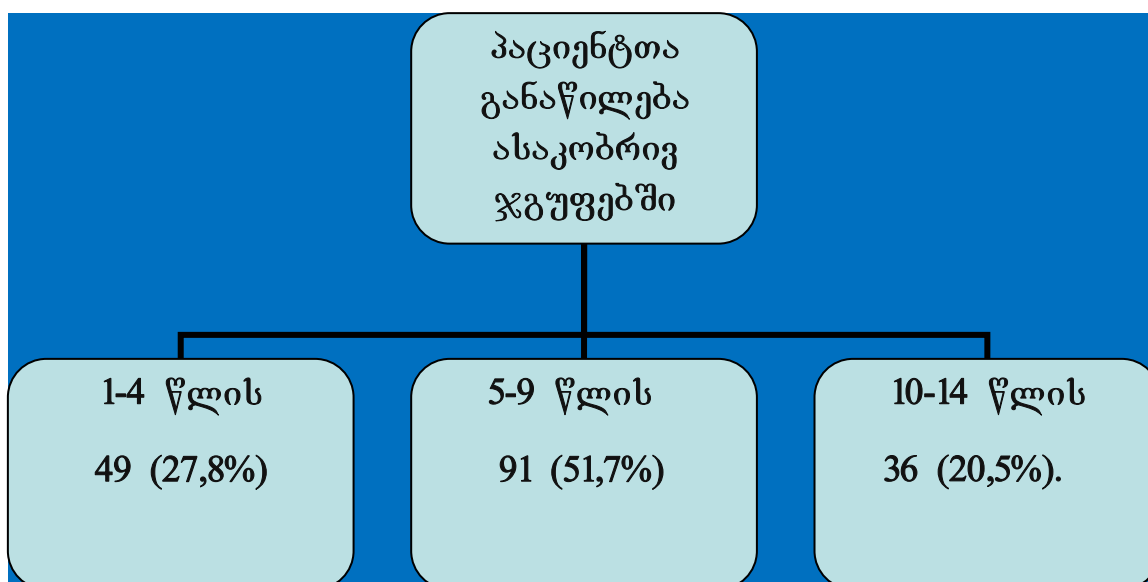 პაციენტთა
განაწილება
ასაკობრივ
ჯგუფებში
1-4 წლის
49 (27,8%)
5-9 წლის
91 (51,7%)
10-14 წლის
36 (20,5%).